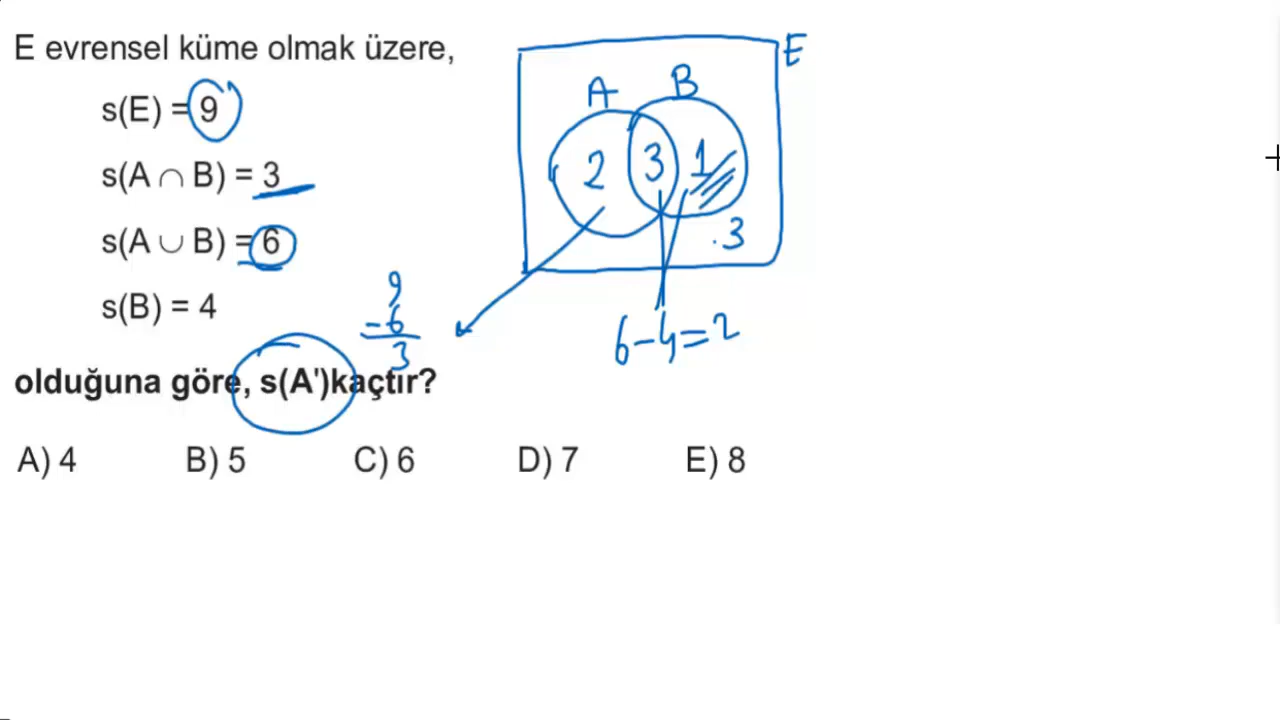 E evrensel küme olmak üzere,
s(E) = 9
s(A ∩ B) = 3
s(A ∪ B) = 6
s(B) = 4
olduğuna göre, s(A')kaçtır?
A) 4 B) 5 C) 6 D) 7 E) 8
E
A B
2 3 1
.3
9
-6
3
6-4=2